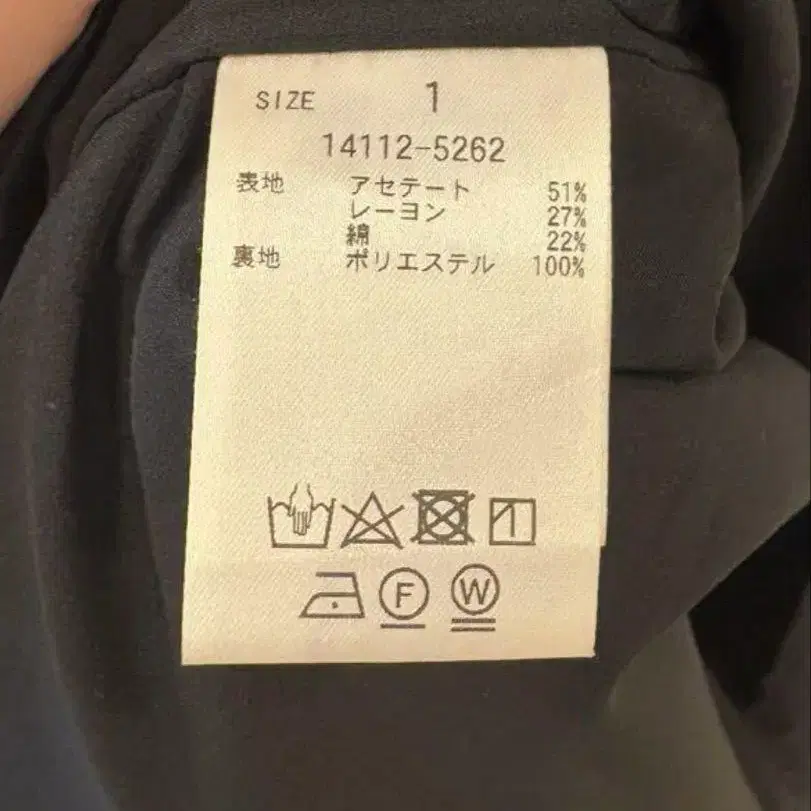 SIZE 1
14112-5262
表地 アセテート 51%
レーヨン 27%
綿 22%
裏地 ポリエステル 100%
F W